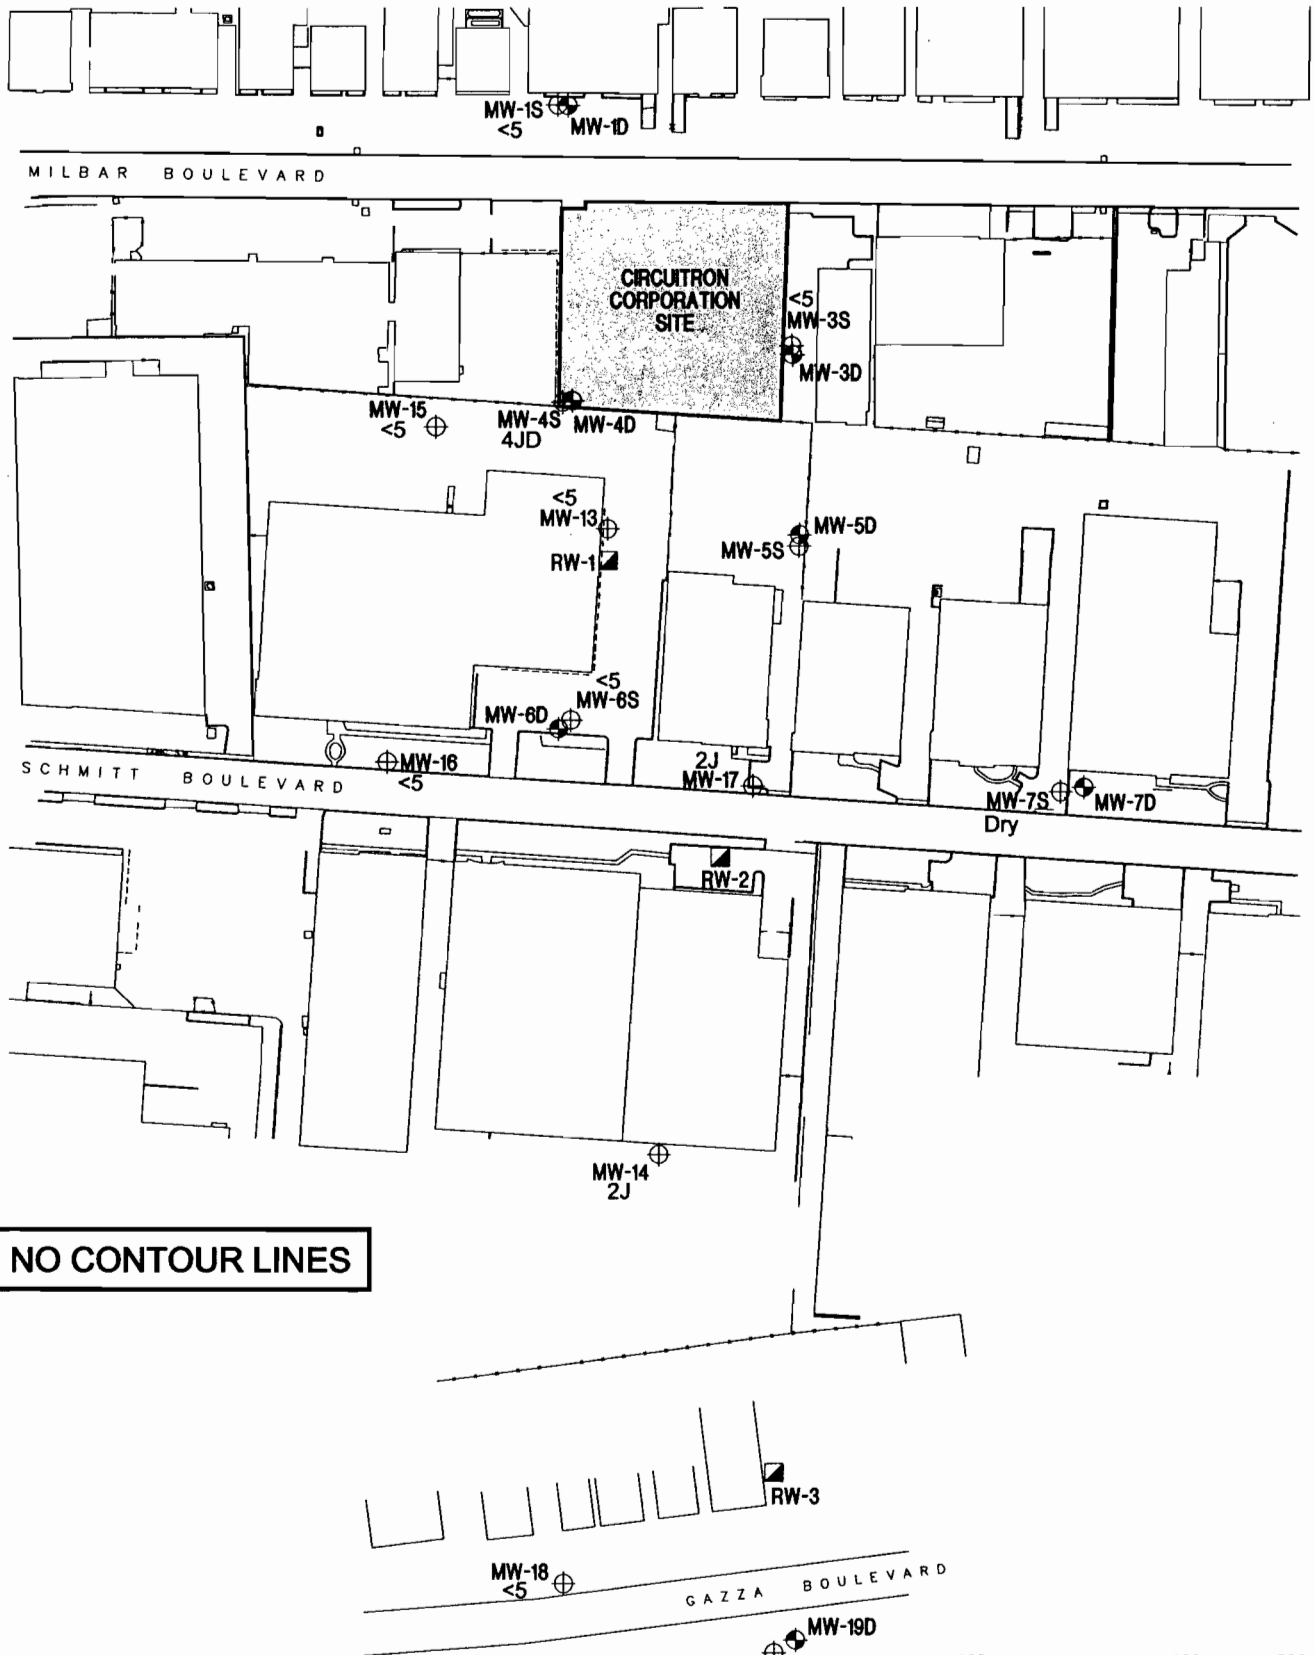 MW-1S
<5
MW-1D
MILBAR BOULEVARD
CIRCUITRON
CORPORATION
SITE
<5
MW-3S
MW-3D
MW-15
<5
MW-4S
4JD
MW-4D
<5
MW-13
RW-1
MW-5D
MW-5S
<5
MW-6S
MW-6D
SCHMITT BOULEVARD
MW-16
<5
2J
MW-17
MW-7S
Dry
MW-7D
RW-2
MW-14
2J
NO CONTOUR LINES
RW-3
MW-18
<5
GAZZA BOULEVARD
MW-19D